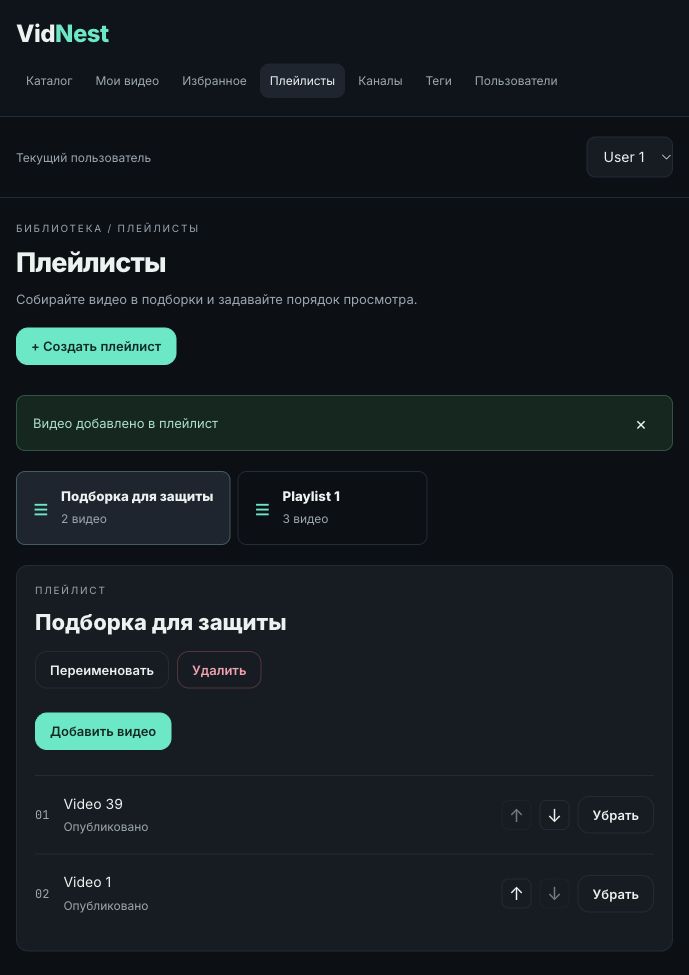 VidNest
Каталог Мои видео Избранное Плейлисты Каналы Теги Пользователи
Текущий пользователь User 1
БИБЛИОТЕКА / ПЛЕЙЛИСТЫ
Плейлисты
Собирайте видео в подборки и задавайте порядок просмотра.
+ Создать плейлист
Видео добавлено в плейлист ×
Подборка для защиты
2 видео
Playlist 1
3 видео
ПЛЕЙЛИСТ
Подборка для защиты
Переименовать Удалить
Добавить видео
01 Video 39
Опубликовано
↑ ↓ Убрать
02 Video 1
Опубликовано
↑ ↓ Убрать